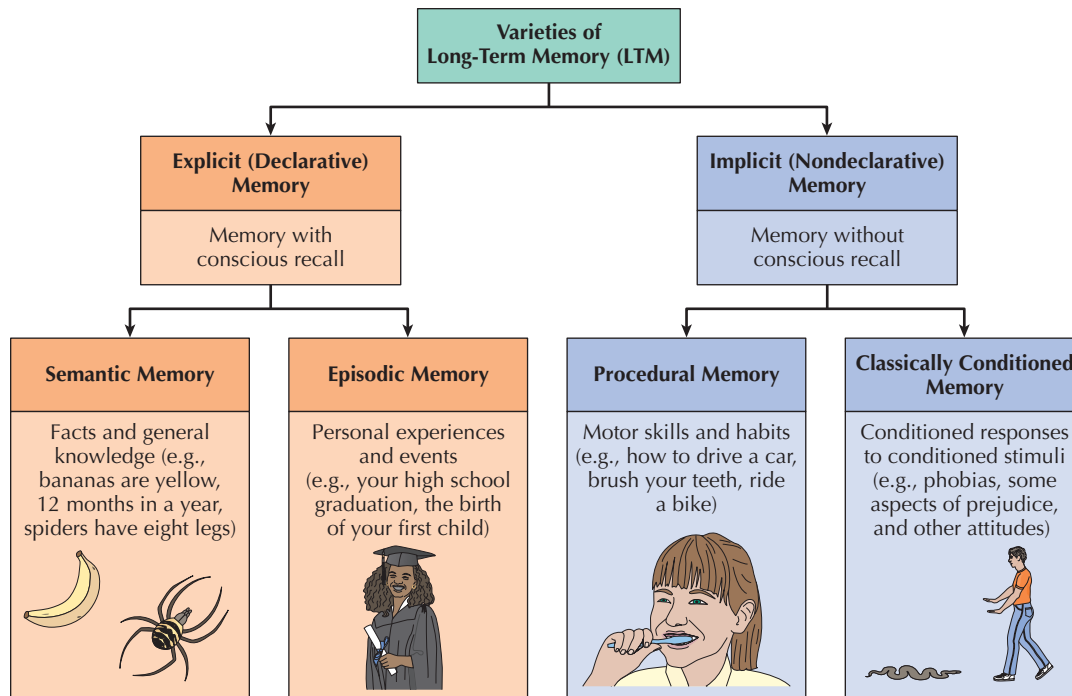 Varieties of
Long-Term Memory (LTM)
Explicit (Declarative)
Memory
Memory with
conscious recall
Implicit (Nondeclarative)
Memory
Memory without
conscious recall
Semantic Memory
Facts and general
knowledge (e.g.,
bananas are yellow,
12 months in a year,
spiders have eight legs)
Episodic Memory
Personal experiences
and events
(e.g., your high school
graduation, the birth
of your first child)
Procedural Memory
Motor skills and habits
(e.g., how to drive a car,
brush your teeth, ride
a bike)
Classically Conditioned
Memory
Conditioned responses
to conditioned stimuli
(e.g., phobias, some
aspects of prejudice,
and other attitudes)